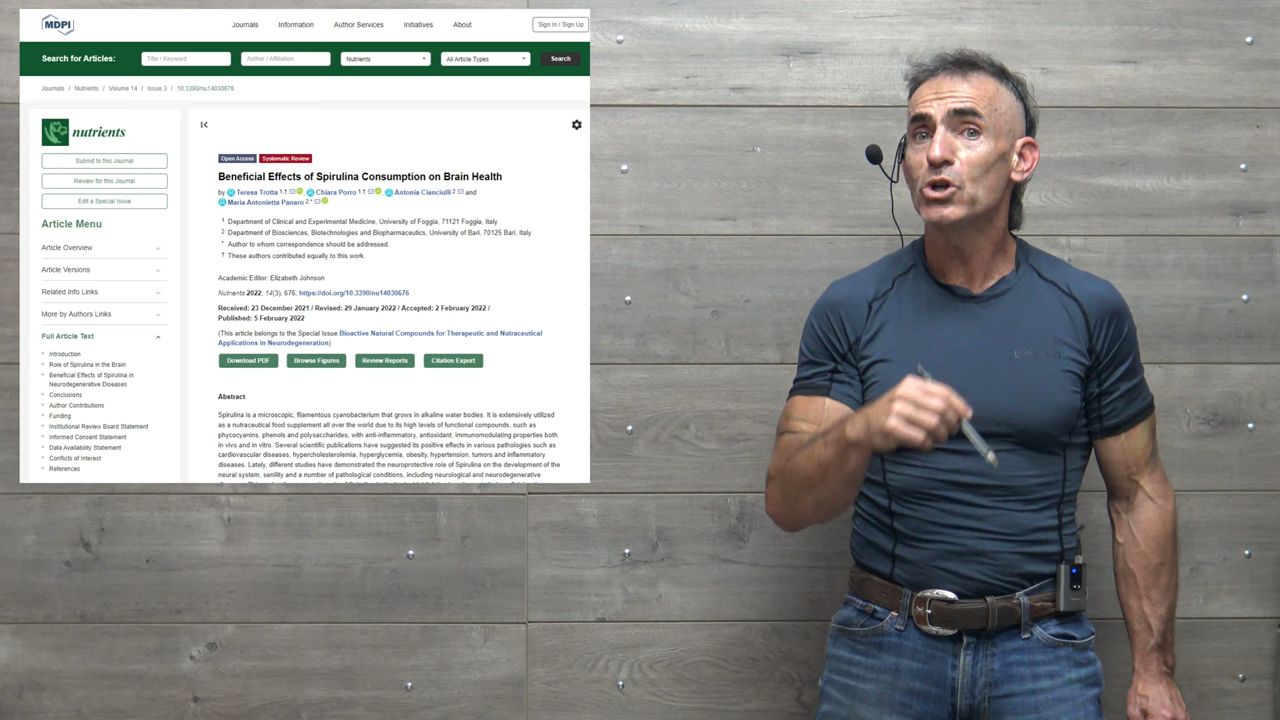 MDPI
Journals Information Author Services Initiatives About Sign In / Sign Up
Search for Articles: Title / Keyword Author / Affiliation Nutrients All Article Types Search
Journals / Nutrients / Volume 14 / Issue 3 / 10.3390/nu14030676
nutrients
Submit to this Journal
Review for this Journal
Edit a Special Issue
Article Menu
Article Overview
Article Versions
Related Info Links
More by Authors Links
Full Article Text
Introduction
Role of Spirulina in the Brain
Beneficial Effects of Spirulina in
Neurodegenerative Diseases
Conclusions
Author Contributions
Funding
Institutional Review Board Statement
Informed Consent Statement
Data Availability Statement
Conflicts of Interest
References
Open Access Systematic Review
Beneficial Effects of Spirulina Consumption on Brain Health
by Teresa Trotta 1,† Chiara Porro 1,† Antonia Cianciulli 2 and
Maria Antonietta Panaro 2,*
1 Department of Clinical and Experimental Medicine, University of Foggia, 71121 Foggia, Italy
2 Department of Biosciences, Biotechnologies and Biopharmaceutics, University of Bari, 70125 Bari, Italy
* Author to whom correspondence should be addressed.
† These authors contributed equally to this work.
Academic Editor: Elizabeth Johnson
Nutrients 2022, 14(3), 676; https://doi.org/10.3390/nu14030676
Received: 23 December 2021 / Revised: 29 January 2022 / Accepted: 2 February 2022 /
Published: 5 February 2022
(This article belongs to the Special Issue Bioactive Natural Compounds for Therapeutic and Nutraceutical
Applications in Neurodegeneration)
Download PDF Browse Figures Review Reports Citation Export
Abstract
Spirulina is a microscopic, filamentous cyanobacterium that grows in alkaline water bodies. It is extensively utilized
as a nutraceutical food supplement all over the world due to its high levels of functional compounds, such as
phycocyanins, phenols and polysaccharides, with anti-inflammatory, antioxidant, immunomodulating properties both
in vivo and in vitro. Several scientific publications have suggested its positive effects in various pathologies such as
cardiovascular diseases, hypercholesterolemia, hyperglycemia, obesity, hypertension, tumors and inflammatory
diseases. Lately, different studies have demonstrated the neuroprotective role of Spirulina on the development of the
neural system, senility and a number of pathological conditions, including neurological and neurodegenerative